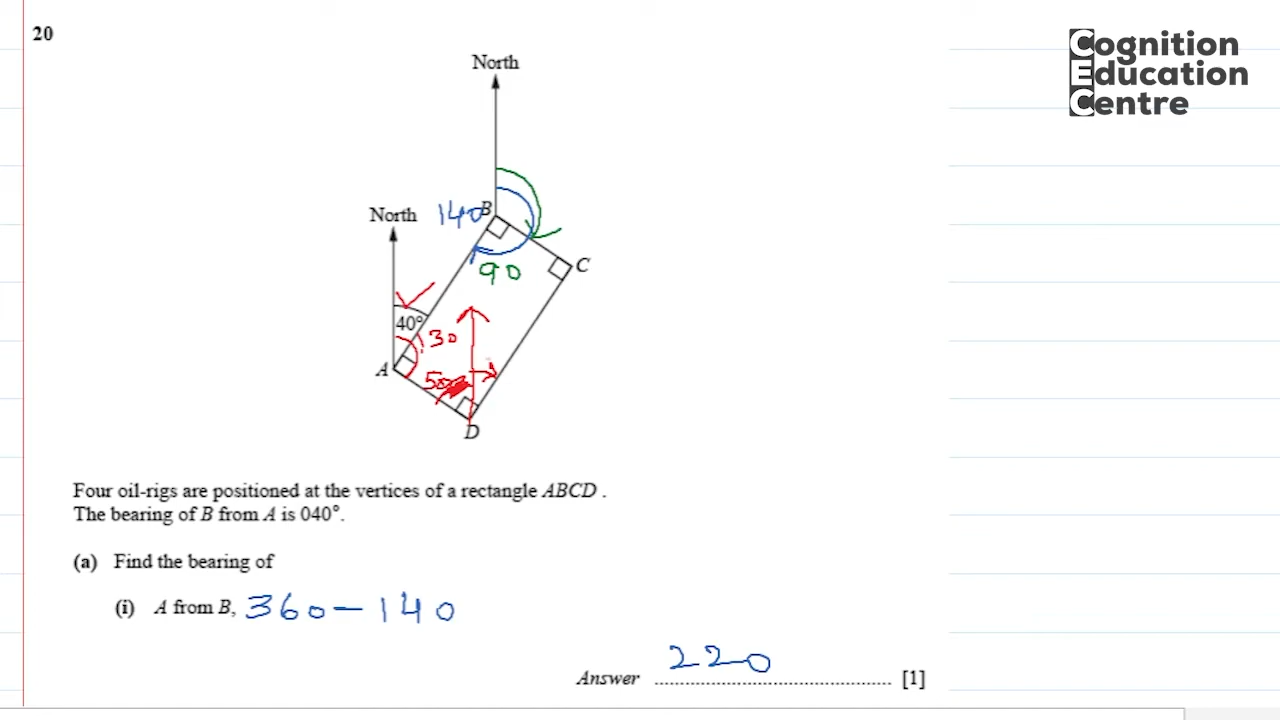 20
Cognition
Education
Centre
North
North
140
B
90
C
40°
130
A
50
D
Four oil-rigs are positioned at the vertices of a rectangle ABCD .
The bearing of B from A is 040°.
(a) Find the bearing of
(i) A from B, 360-140
220
Answer ............................................. [1]